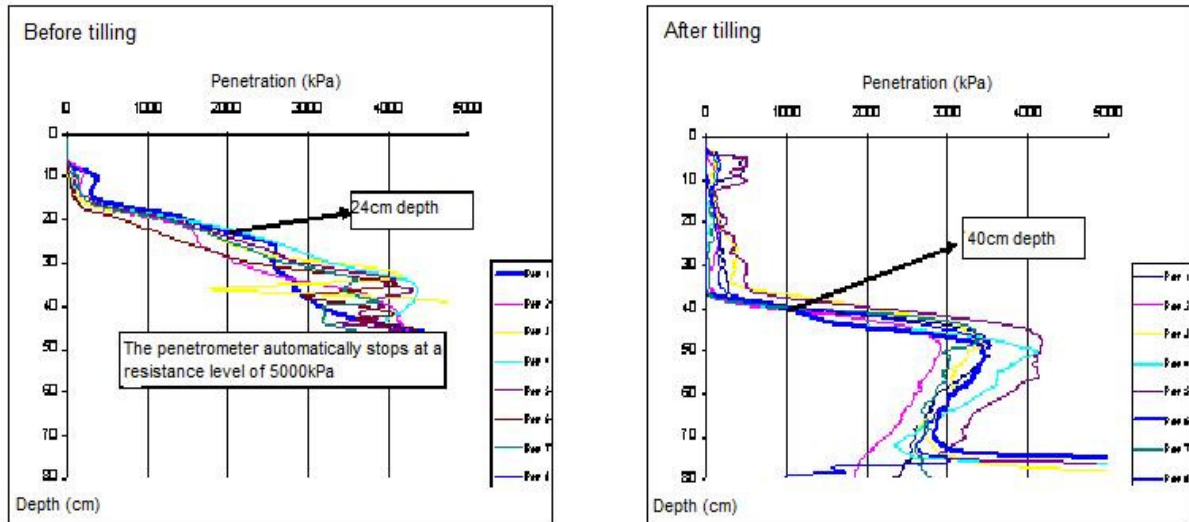 Before tilling
Penetration (kPa)
0 1000 2000 3000 4000 5000
0
10
20
30
40
50
60
70
80
24cm depth
The penetrometer automatically stops at a
resistance level of 5000kPa
Depth (cm)
After tilling
Penetration (kPa)
0 1000 2000 3000 4000 5000
0
10
20
30
40
50
60
70
80
40cm depth
Depth (cm)